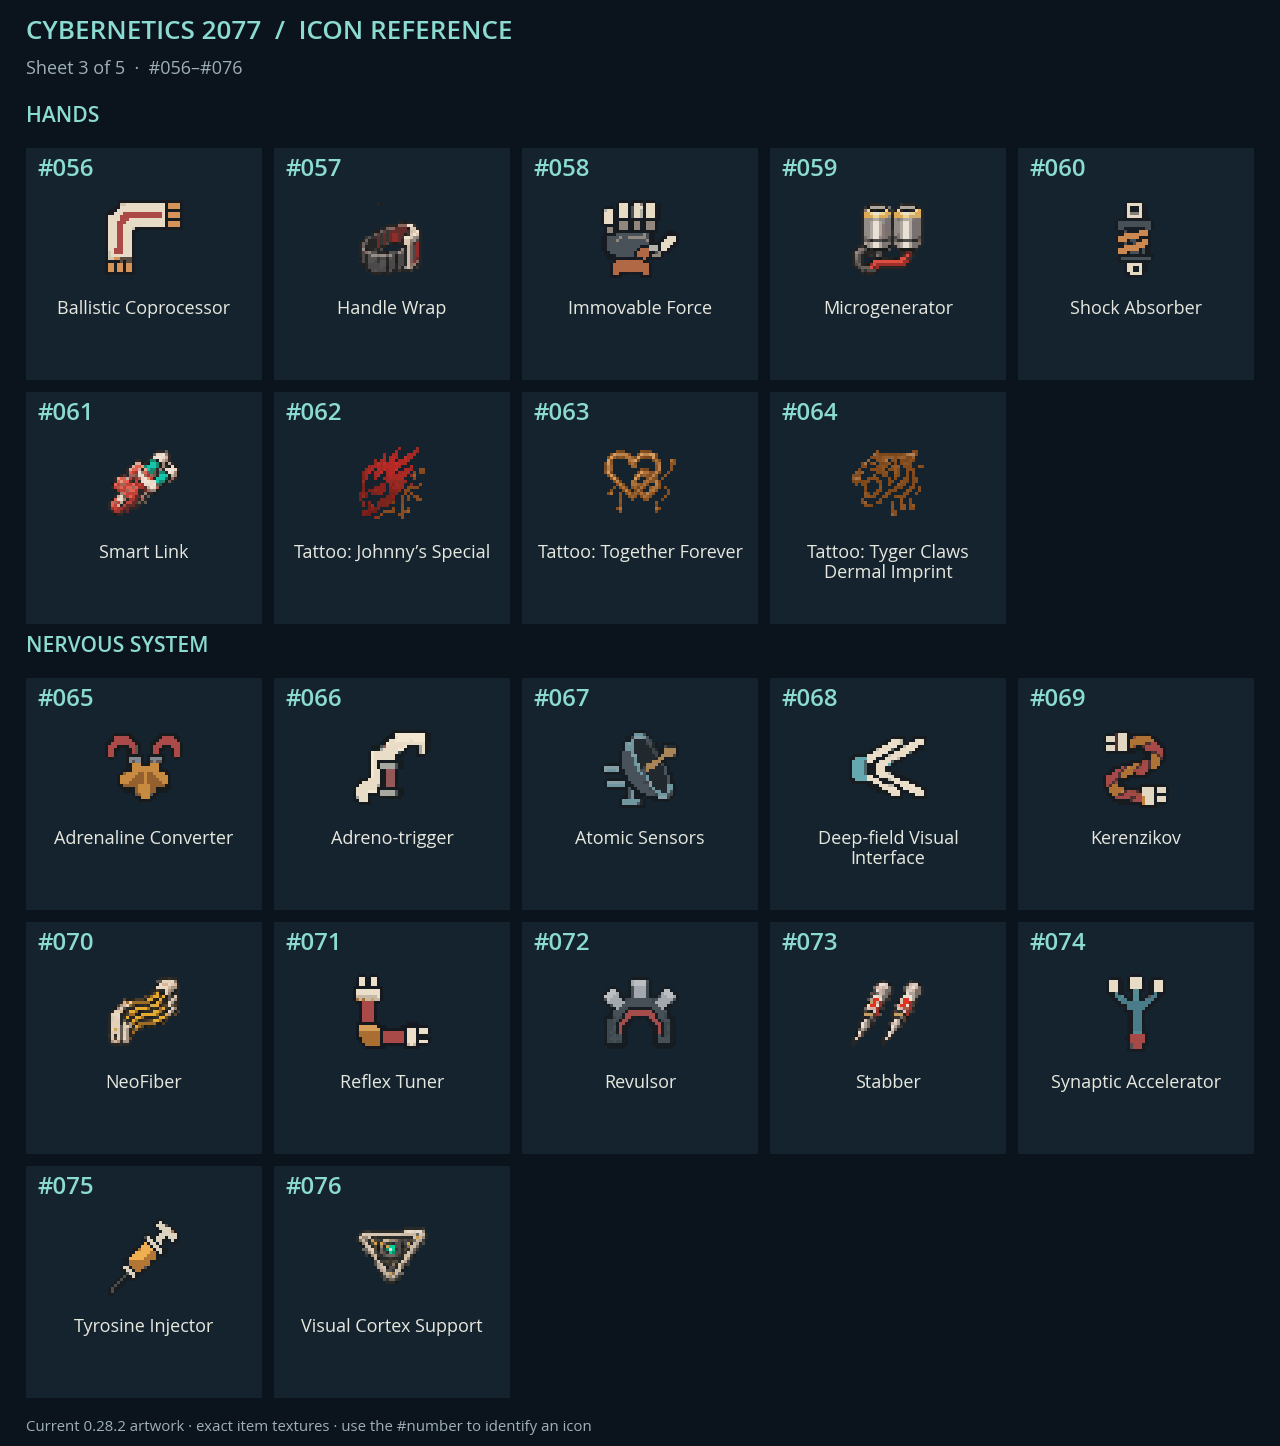 CYBERNETICS 2077 / ICON REFERENCE
Sheet 3 of 5 · #056–#076
HANDS
#056
Ballistic Coprocessor
#057
Handle Wrap
#058
Immovable Force
#059
Microgenerator
#060
Shock Absorber
#061
Smart Link
#062
Tattoo: Johnny’s Special
#063
Tattoo: Together Forever
#064
Tattoo: Tyger Claws
Dermal Imprint
NERVOUS SYSTEM
#065
Adrenaline Converter
#066
Adreno-trigger
#067
Atomic Sensors
#068
Deep-field Visual
Interface
#069
Kerenzikov
#070
NeoFiber
#071
Reflex Tuner
#072
Revulsor
#073
Stabber
#074
Synaptic Accelerator
#075
Tyrosine Injector
#076
Visual Cortex Support
Current 0.28.2 artwork · exact item textures · use the #number to identify an icon